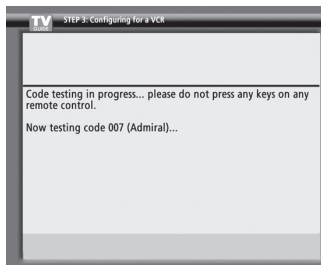 TV
GUIDE
STEP 3: Configuring for a VCR
Code testing in progress... please do not press any keys on any
remote control.
Now testing code 007 (Admiral)...